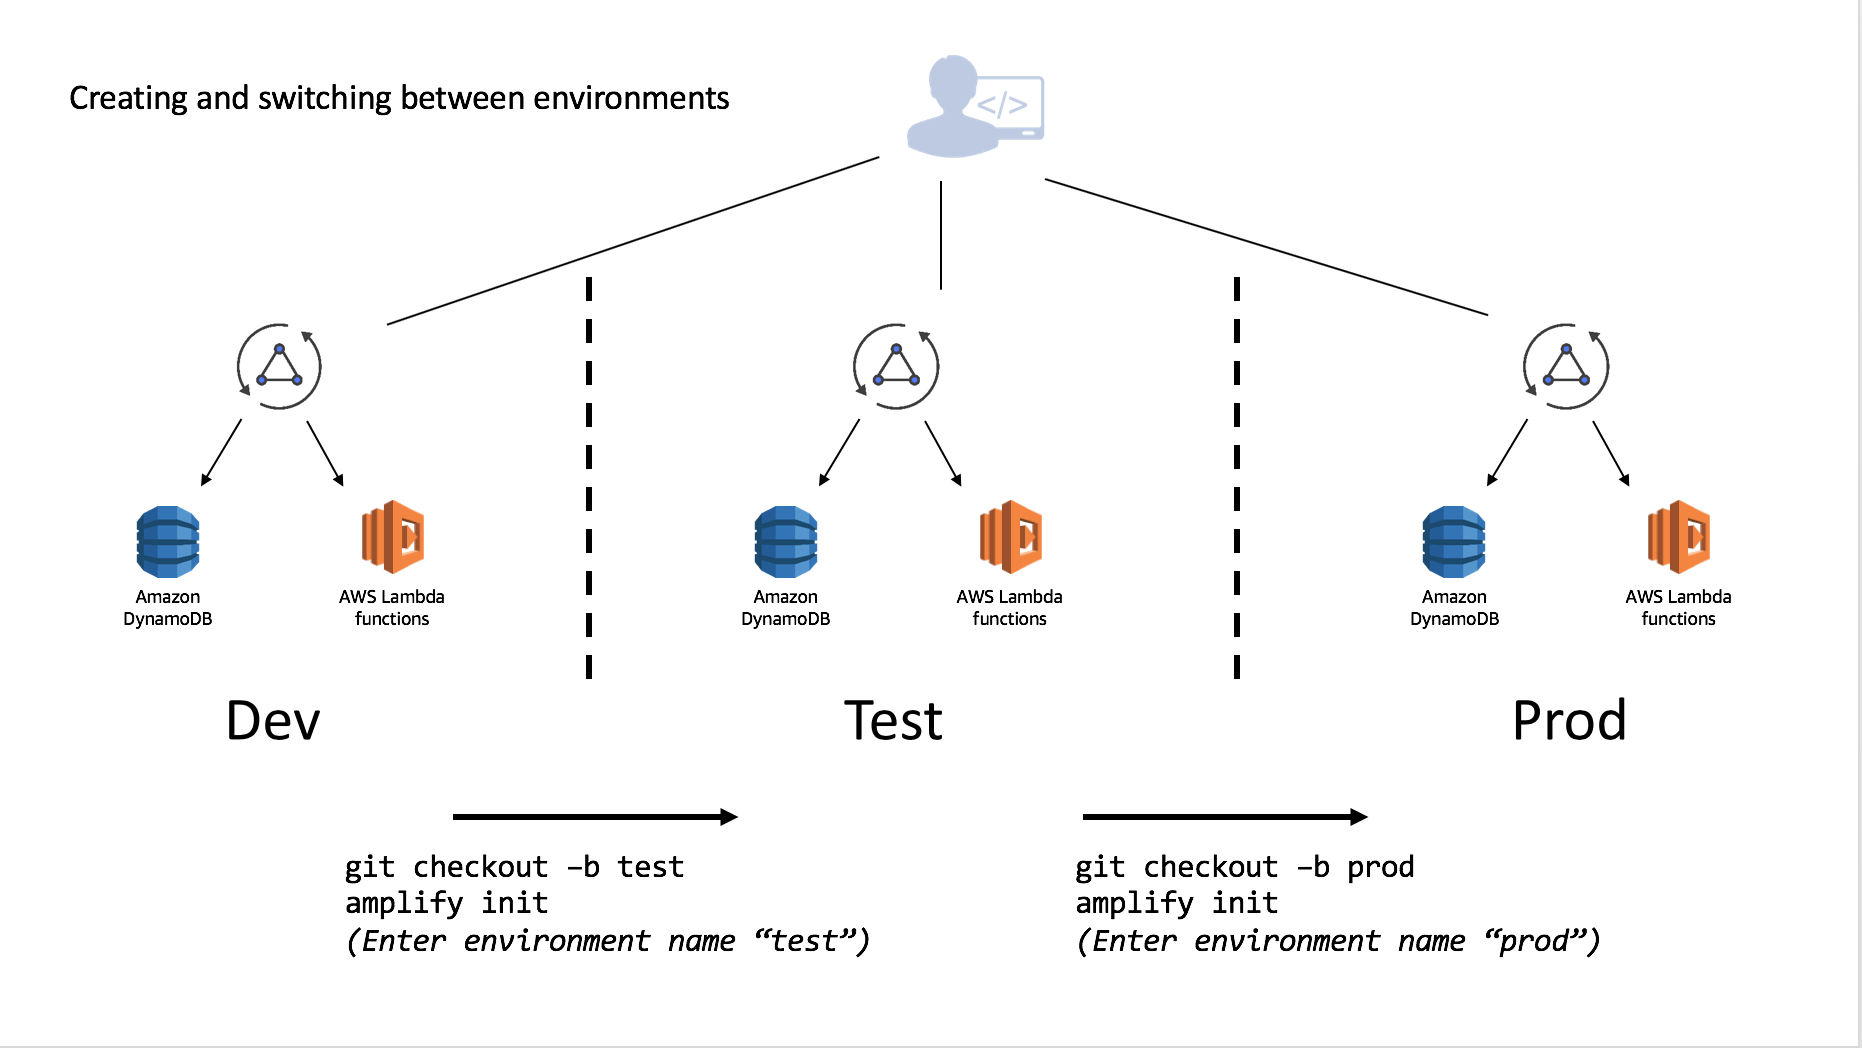 Creating and switching between environments
</>
Amazon
DynamoDB
AWS Lambda
functions
Amazon
DynamoDB
AWS Lambda
functions
Amazon
DynamoDB
AWS Lambda
functions
Dev
Test
Prod
git checkout –b test
amplify init
(Enter environment name “test”)
git checkout –b prod
amplify init
(Enter environment name “prod”)